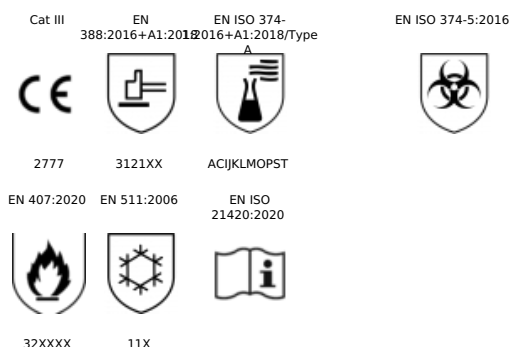 Cat III
EN
388:2016+A1:2018
EN ISO 374-
1:2016+A1:2018/Type
A
EN ISO 374-5:2016
CE
2777
3121XX
ACIJKLMOPST
EN 407:2020
EN 511:2006
EN ISO
21420:2020
i
32XXXX
11X